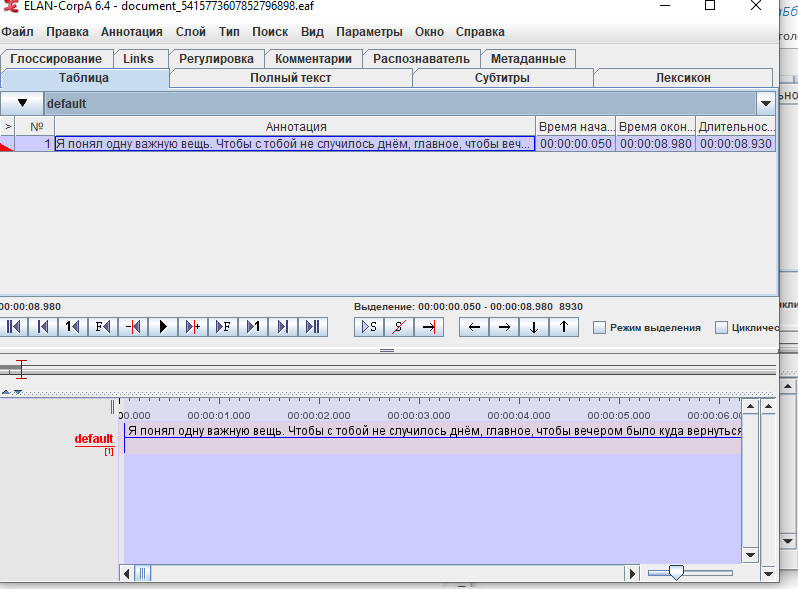 ELAN-CorpA 6.4 - document_5415773607852796898.eaf
Файл Правка Аннотация Слой Тип Поиск Вид Параметры Окно Справка
Глоссирование Links Регулировка Комментарии Распознаватель Метаданные
Таблица Полный текст Субтитры Лексикон
default
> № Аннотация Время нача... Время окон... Длительнос...
1 Я понял одну важную вещь. Чтобы с тобой не случилось днём, главное, чтобы веч... 00:00:00.050 00:00:08.980 00:00:08.930
00:00:08.980 Выделение: 00:00:00.050 - 00:00:08.980 8930
1 F F 1 S S Режим выделения Цикличес
00.000 00:00:01.000 00:00:02.000 00:00:03.000 00:00:04.000 00:00:05.000 00:00:06.00
default Я понял одну важную вещь. Чтобы с тобой не случилось днём, главное, чтобы вечером было куда вернуться
[1]